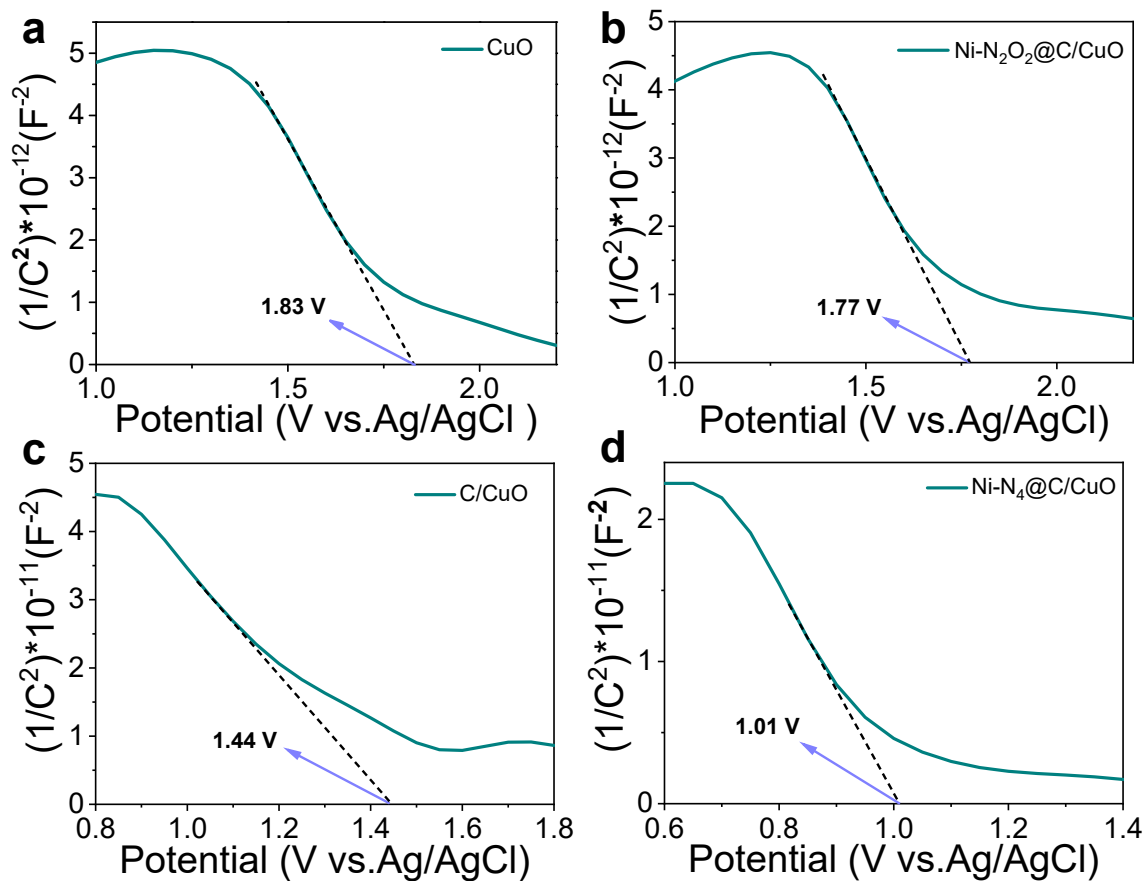 a
CuO
5
4
3
2
1
0
(1/C²)*10⁻¹²(F⁻²
1.83 V
1.0 1.5 2.0
Potential (V vs.Ag/AgCl )
b
Ni-N₂O₂@C/CuO
5
4
3
2
1
0
(1/C²)*10⁻¹²(F⁻²
1.77 V
1.0 1.5 2.0
Potential (V vs.Ag/AgCl)
c
C/CuO
5
4
3
2
1
0
(1/C²)*10⁻¹¹(F⁻²
1.44 V
0.8 1.0 1.2 1.4 1.6 1.8
Potential (V vs.Ag/AgCl)
d
Ni-N₄@C/CuO
2
1
0
(1/C²)*10⁻¹¹(F⁻²
1.01 V
0.6 0.8 1.0 1.2 1.4
Potential (V vs.Ag/AgCl)